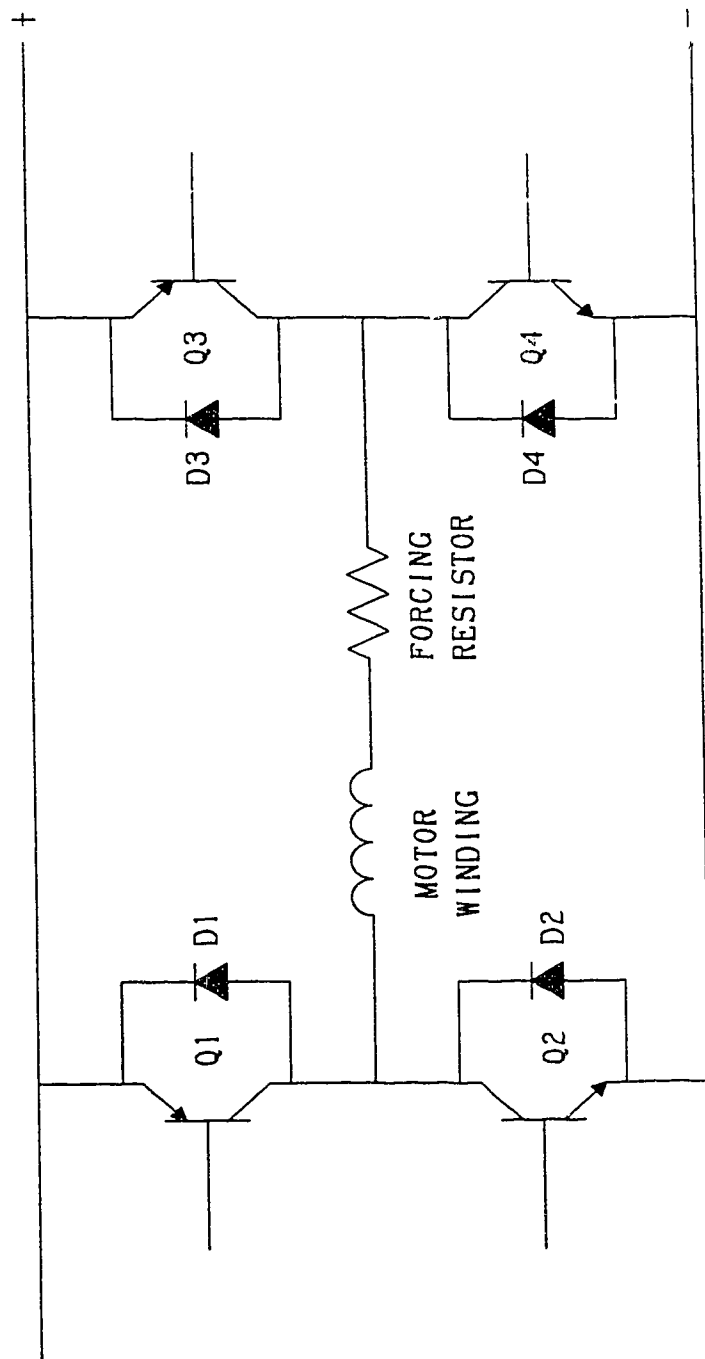 +
-
Q3
D3
Q4
D4
FORCING
RESISTOR
MOTOR
WINDING
D1
Q1
D2
Q2